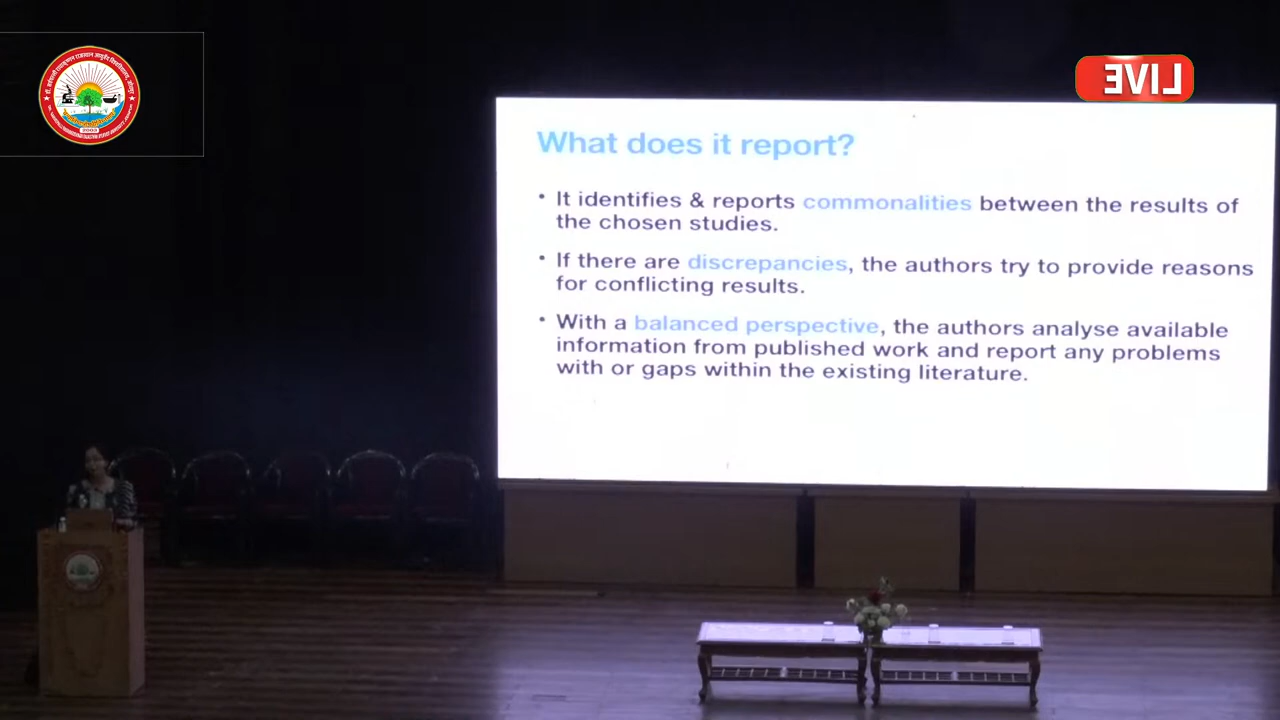 LIVE
2003
What does it report?
• It identifies & reports commonalities between the results of
the chosen studies.
• If there are discrepancies, the authors try to provide reasons
for conflicting results.
• With a balanced perspective, the authors analyse available
information from published work and report any problems
with or gaps within the existing literature.